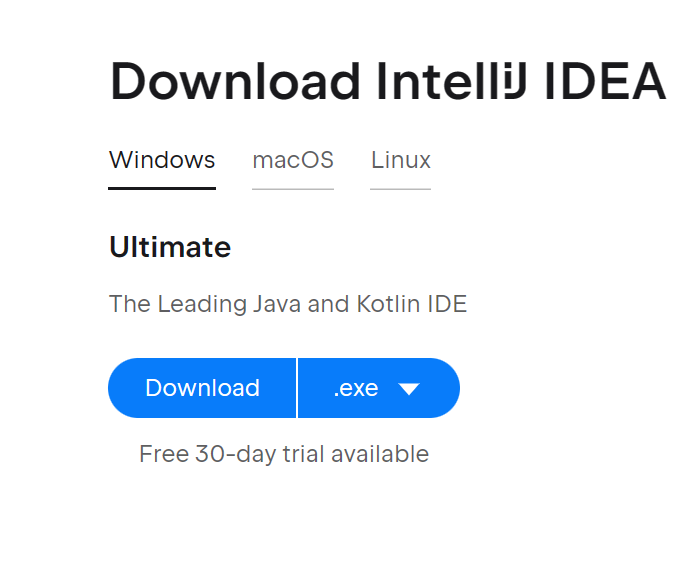 Download IntelliJ IDEA
Windows macOS Linux
Ultimate
The Leading Java and Kotlin IDE
Download .exe
Free 30-day trial available